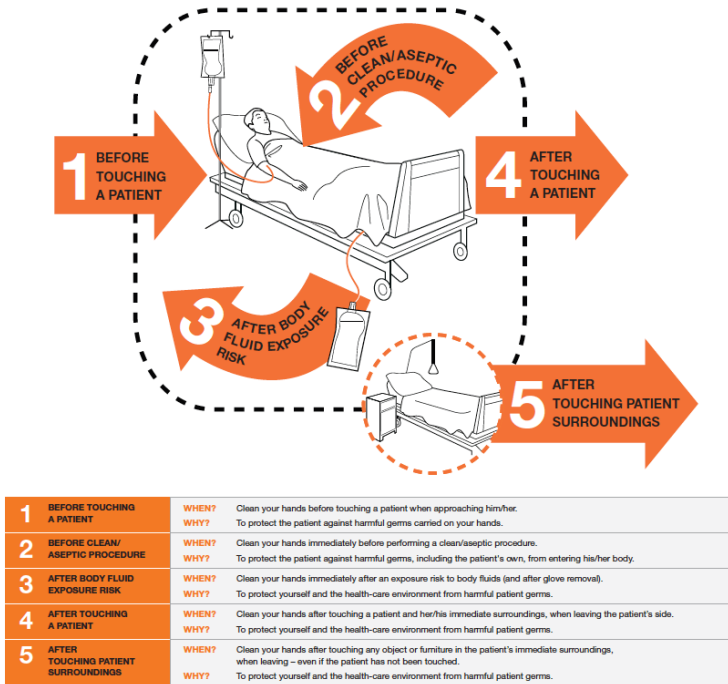 2 BEFORE
CLEAN/ASEPTIC
PROCEDURE
1 BEFORE
TOUCHING
A PATIENT
4 AFTER
TOUCHING
A PATIENT
3 AFTER BODY
FLUID EXPOSURE
RISK
5 AFTER
TOUCHING PATIENT
SURROUNDINGS
1 BEFORE TOUCHING
A PATIENT
WHEN? Clean your hands before touching a patient when approaching him/her.
WHY? To protect the patient against harmful germs carried on your hands.
2 BEFORE CLEAN/
ASEPTIC PROCEDURE
WHEN? Clean your hands immediately before performing a clean/aseptic procedure.
WHY? To protect the patient against harmful germs, including the patient's own, from entering his/her body.
3 AFTER BODY FLUID
EXPOSURE RISK
WHEN? Clean your hands immediately after an exposure risk to body fluids (and after glove removal).
WHY? To protect yourself and the health-care environment from harmful patient germs.
4 AFTER TOUCHING
A PATIENT
WHEN? Clean your hands after touching a patient and her/his immediate surroundings, when leaving the patient's side.
WHY? To protect yourself and the health-care environment from harmful patient germs.
5 AFTER
TOUCHING PATIENT
SURROUNDINGS
WHEN? Clean your hands after touching any object or furniture in the patient's immediate surroundings,
when leaving – even if the patient has not been touched.
WHY? To protect yourself and the health-care environment from harmful patient germs.